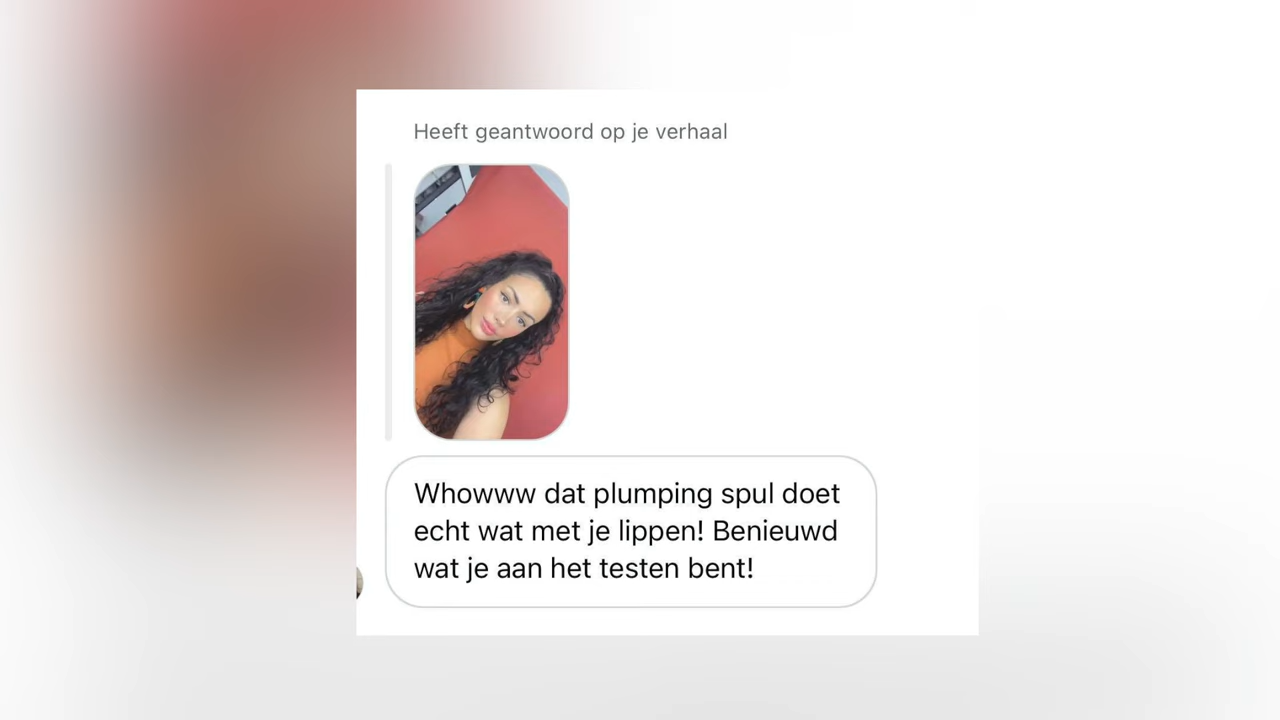 Heeft geantwoord op je verhaal
Whowww dat plumping spul doet
echt wat met je lippen! Benieuwd
wat je aan het testen bent!